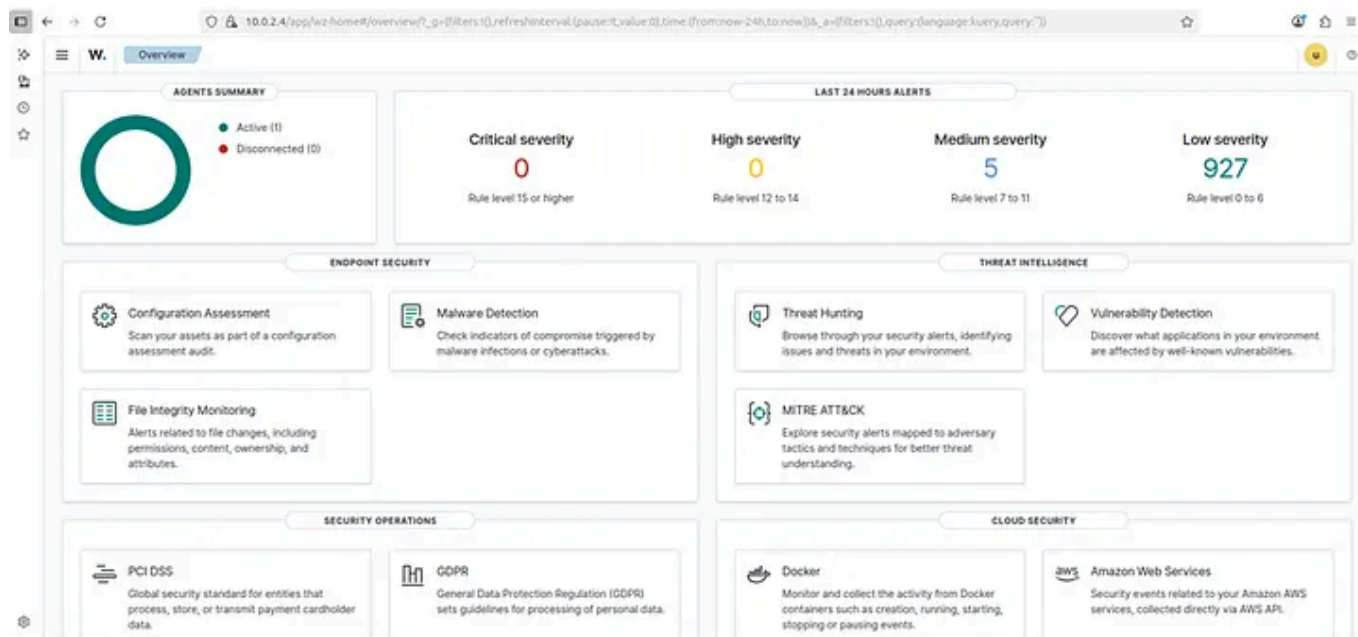 10.0.2.4/app/wz-home#/overview/?_g=(filters:!(),refreshInterval:(pause:!t,value:0),time:(from:now-24h,to:now))&_a=(filters:!(),query:(language:kuery,query:''))
W. Overview
AGENTS SUMMARY
Active (1)
Disconnected (0)
LAST 24 HOURS ALERTS
Critical severity
0
Rule level 15 or higher
High severity
0
Rule level 12 to 14
Medium severity
5
Rule level 7 to 11
Low severity
927
Rule level 0 to 6
ENDPOINT SECURITY
Configuration Assessment
Scan your assets as part of a configuration
assessment audit.
Malware Detection
Check indicators of compromise triggered by
malware infections or cyberattacks.
File Integrity Monitoring
Alerts related to file changes, including
permissions, content, ownership, and
attributes.
THREAT INTELLIGENCE
Threat Hunting
Browse through your security alerts, identifying
issues and threats in your environment.
Vulnerability Detection
Discover what applications in your environment
are affected by well-known vulnerabilities.
MITRE ATT&CK
Explore security alerts mapped to adversary
tactics and techniques for better threat
understanding.
SECURITY OPERATIONS
PCI DSS
Global security standard for entities that
process, store, or transmit payment cardholder
data.
GDPR
General Data Protection Regulation (GDPR)
sets guidelines for processing of personal data.
CLOUD SECURITY
Docker
Monitor and collect the activity from Docker
containers such as creation, running, starting,
stopping or pausing events.
aws
Amazon Web Services
Security events related to your Amazon AWS
services, collected directly via AWS API.